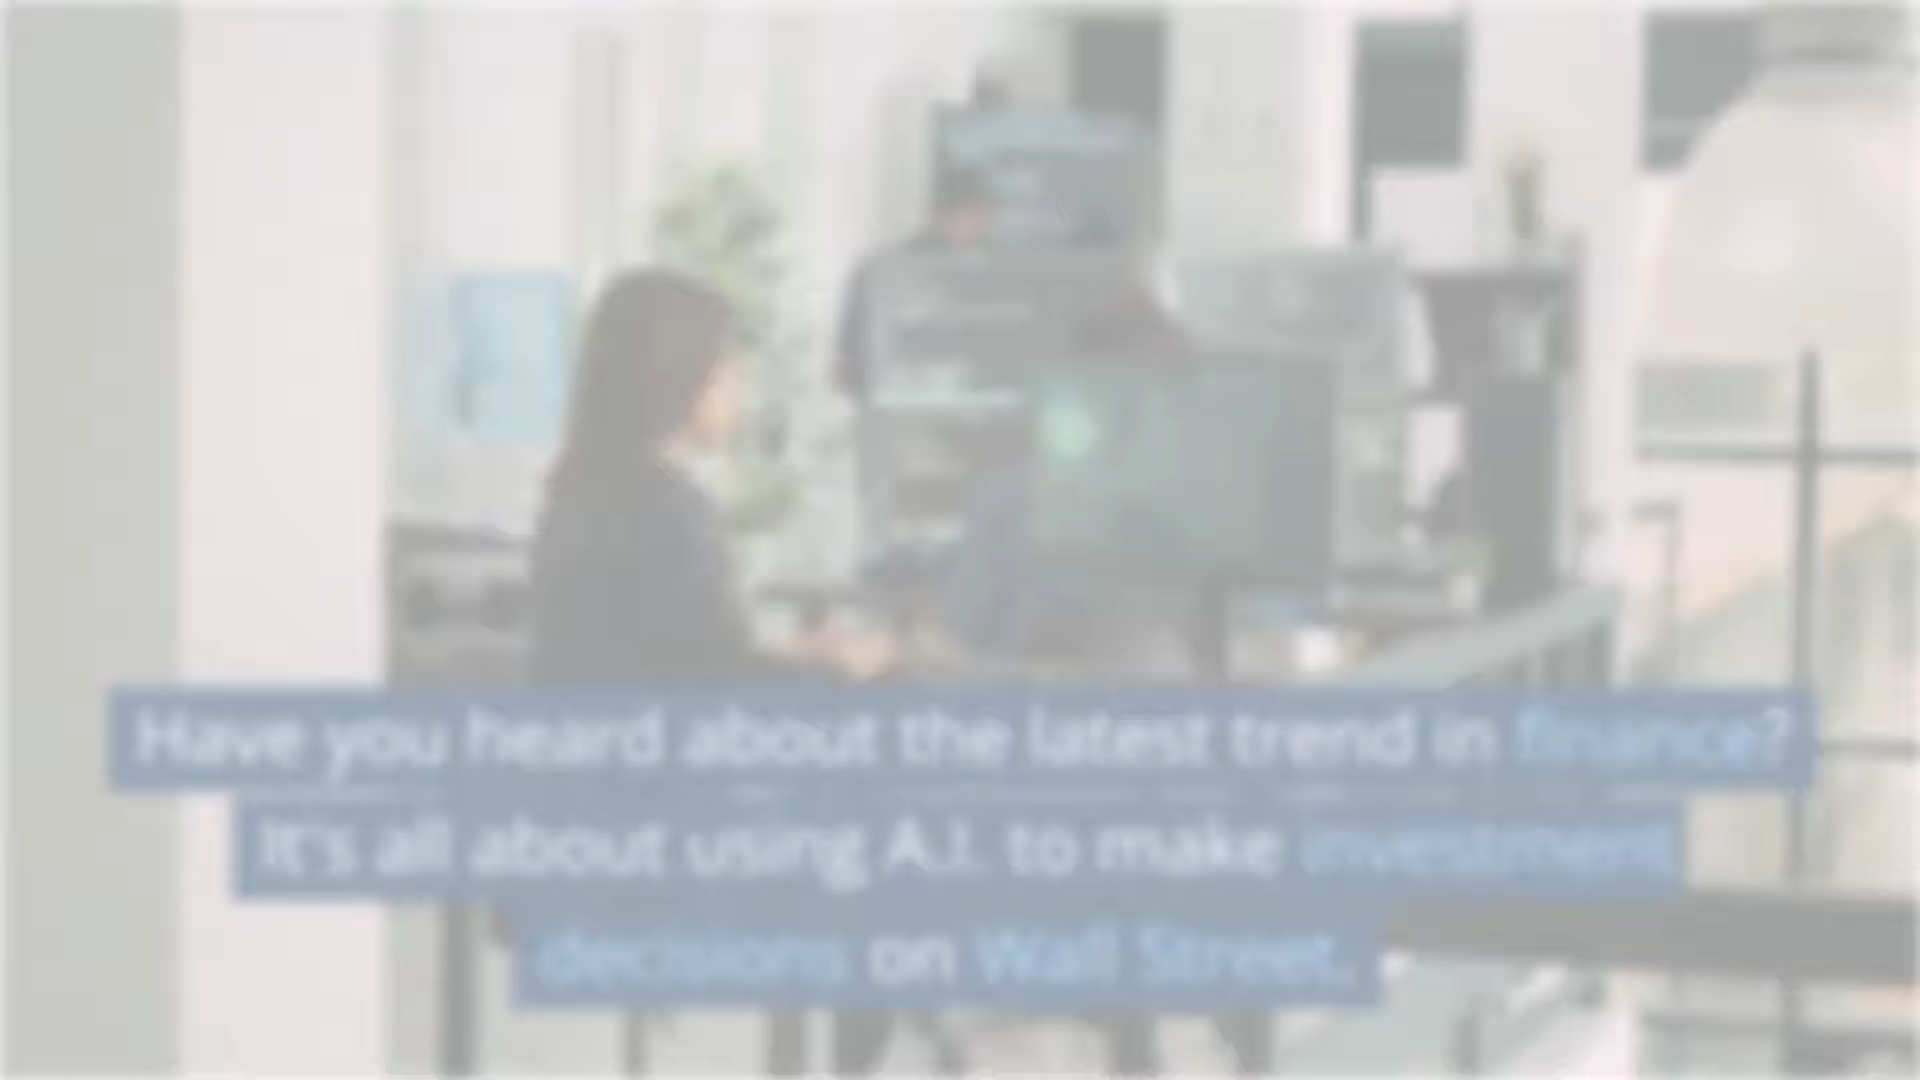 Have you heard about the latest trend in finance?
It's all about using A.I. to make investment
decisions on Wall Street.